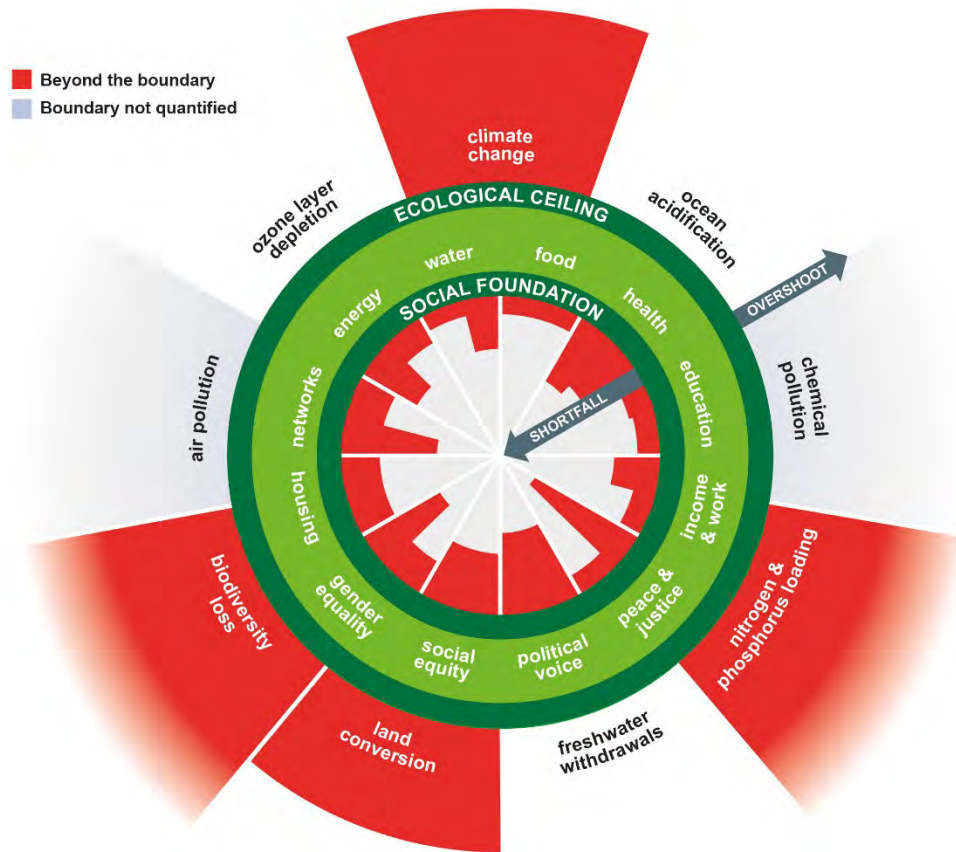 Beyond the boundary
Boundary not quantified
climate
change
ozone layer
depletion
ECOLOGICAL CEILING
ocean
acidification
OVERSHOOT
water
food
energy
SOCIAL FOUNDATION
health
networks
education
SHORTFALL
air pollution
chemical
pollution
housing
income
& work
biodiversity
loss
gender
equality
social
equity
political
voice
peace &
justice
nitrogen &
phosphorus loading
land
conversion
freshwater
withdrawals